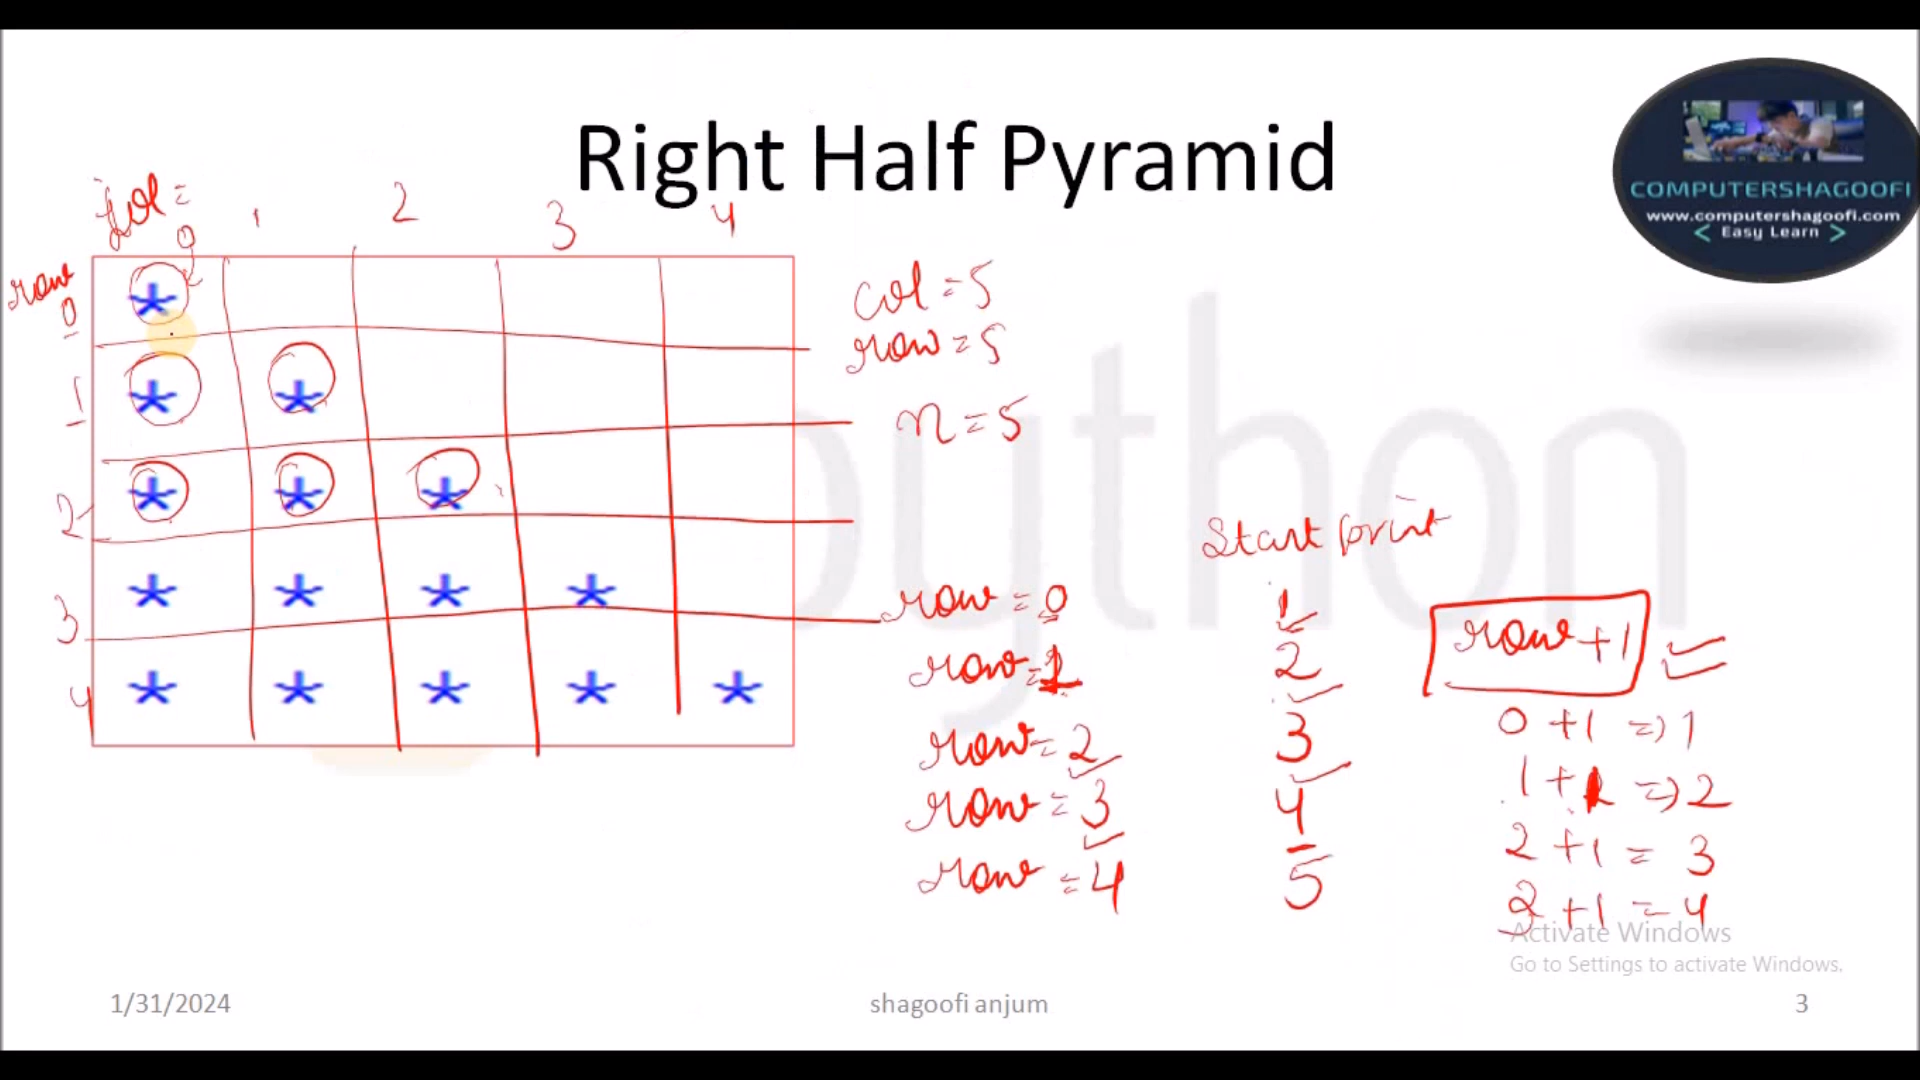 Right Half Pyramid
COMPUTERSHAGOOFI
www.computershagoofi.com
< Easy Learn >
col =
0 1 2 3 4
row
0
1
2
3
4
* 
* *
* * *
* * * *
* * * * *
col = 5
row = 5
n = 5
python
Start print
row = 0 1
row = 1 2
row = 2 3
row = 3 4
row = 4 5
row+1
0 +1 => 1
1 + 1 => 2
2 +1 = 3
3 +1 = 4
Activate Windows
Go to Settings to activate Windows.
1/31/2024
shagoofi anjum
3